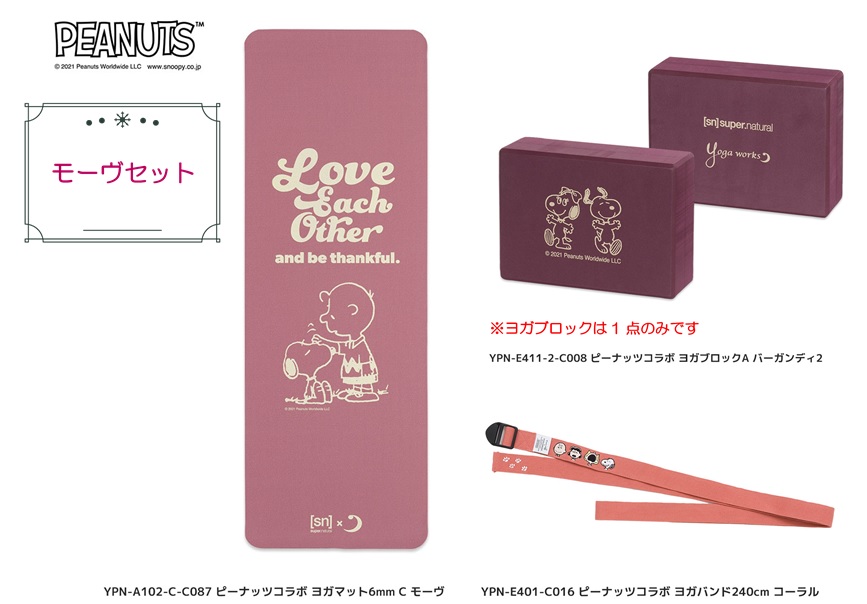 PEANUTS™
© 2021 Peanuts Worldwide LLC www.snoopy.co.jp
モーヴセット
Love
Each
Other
and be thankful.
© 2021 Peanuts Worldwide LLC
[sn] ×
super.natural
YPN-A102-C-C087 ピーナッツコラボ ヨガマット6mm C モーヴ
[sn]super.natural
Yoga works
© 2021 Peanuts Worldwide LLC
※ヨガブロックは1点のみです
YPN-E411-2-C008 ピーナッツコラボ ヨガブロックA バーガンディ2
YPN-E401-C016 ピーナッツコラボ ヨガバンド240cm コーラル